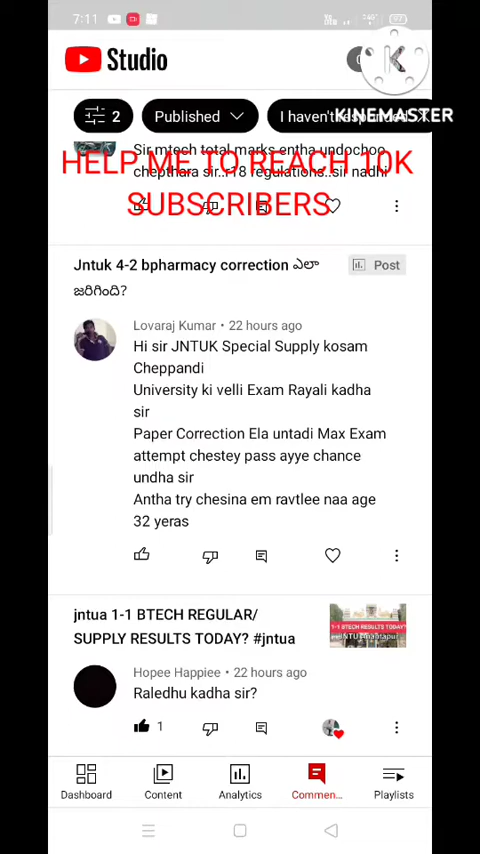 7:11
Studio
2
Published
I haven't responded
KINEMASTER
Sir mtech total marks entha undochoo
chepthara sir..r18 regulations..sir nadhi
HELP ME TO REACH 10K
SUBSCRIBERS
Jntuk 4-2 bpharmacy correction ఎలా
జరిగింది?
Post
Lovaraj Kumar • 22 hours ago
Hi sir JNTUK Special Supply kosam
Cheppandi
University ki velli Exam Rayali kadha
sir
Paper Correction Ela untadi Max Exam
attempt chestey pass ayye chance
undha sir
Antha try chesina em ravtlee naa age
32 yeras
jntua 1-1 BTECH REGULAR/
SUPPLY RESULTS TODAY? #jntua
1-1 BTECH RESULTS TODAY?
Hopee Happiee • 22 hours ago
Raledhu kadha sir?
1
Dashboard
Content
Analytics
Commen...
Playlists